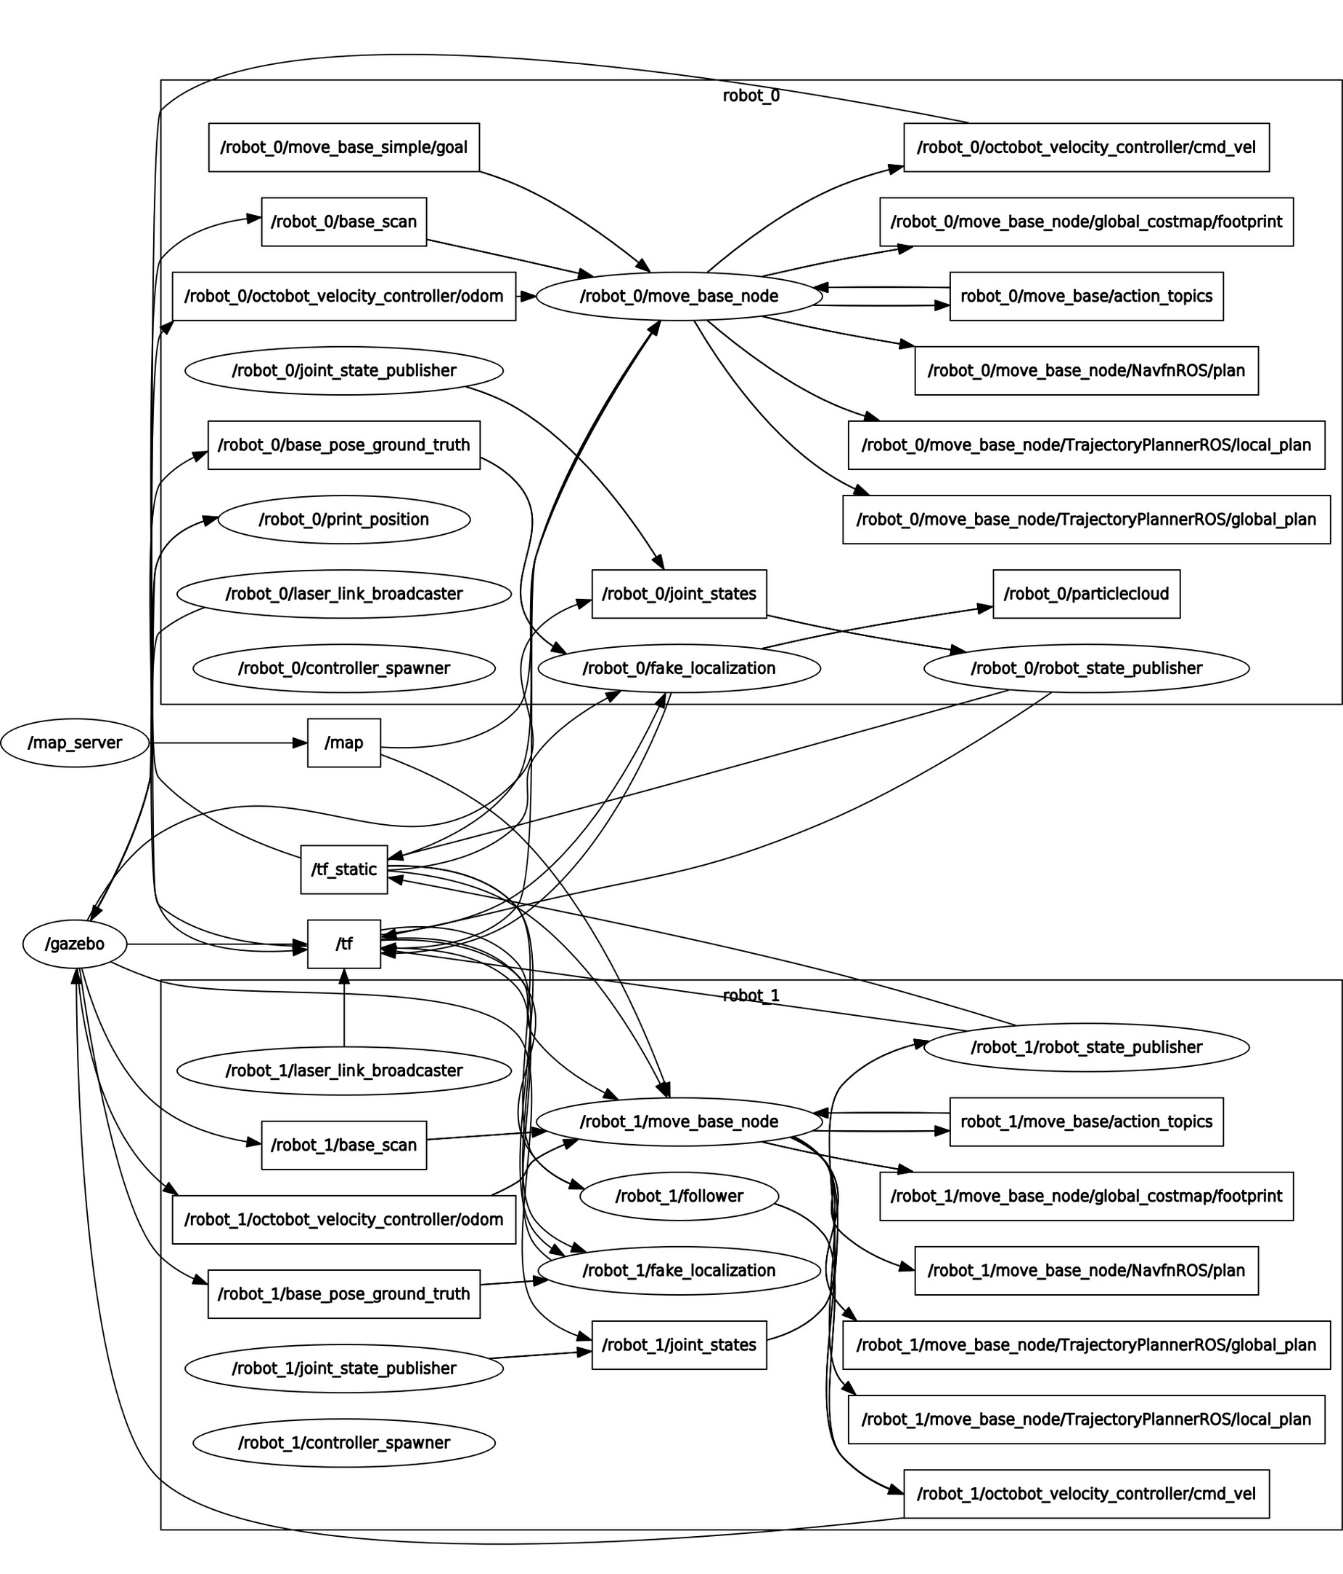 robot_0
/robot_0/move_base_simple/goal
/robot_0/octobot_velocity_controller/cmd_vel
/robot_0/base_scan
/robot_0/move_base_node/global_costmap/footprint
/robot_0/octobot_velocity_controller/odom
/robot_0/move_base_node
robot_0/move_base/action_topics
/robot_0/joint_state_publisher
/robot_0/move_base_node/NavfnROS/plan
/robot_0/base_pose_ground_truth
/robot_0/move_base_node/TrajectoryPlannerROS/local_plan
/robot_0/print_position
/robot_0/move_base_node/TrajectoryPlannerROS/global_plan
/robot_0/laser_link_broadcaster
/robot_0/joint_states
/robot_0/particlecloud
/robot_0/controller_spawner
/robot_0/fake_localization
/robot_0/robot_state_publisher
/map_server
/map
/tf_static
/gazebo
/tf
robot_1
/robot_1/robot_state_publisher
/robot_1/laser_link_broadcaster
/robot_1/move_base_node
robot_1/move_base/action_topics
/robot_1/base_scan
/robot_1/follower
/robot_1/move_base_node/global_costmap/footprint
/robot_1/octobot_velocity_controller/odom
/robot_1/fake_localization
/robot_1/move_base_node/NavfnROS/plan
/robot_1/base_pose_ground_truth
/robot_1/joint_states
/robot_1/move_base_node/TrajectoryPlannerROS/global_plan
/robot_1/joint_state_publisher
/robot_1/move_base_node/TrajectoryPlannerROS/local_plan
/robot_1/controller_spawner
/robot_1/octobot_velocity_controller/cmd_vel